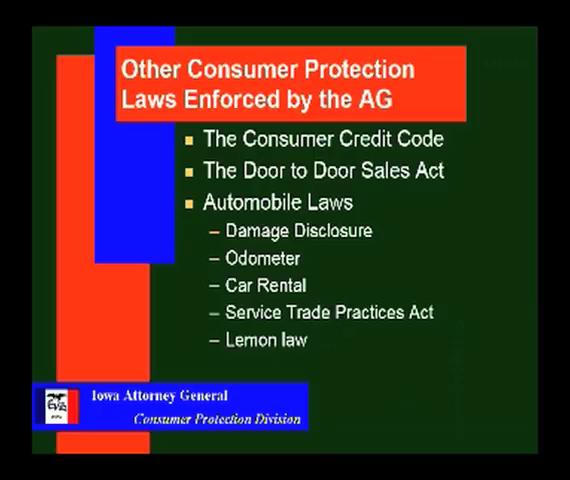 Other Consumer Protection
Laws Enforced by the AG
The Consumer Credit Code
The Door to Door Sales Act
Automobile Laws
– Damage Disclosure
– Odometer
– Car Rental
– Service Trade Practices Act
– Lemon law
Iowa Attorney General
Consumer Protection Division